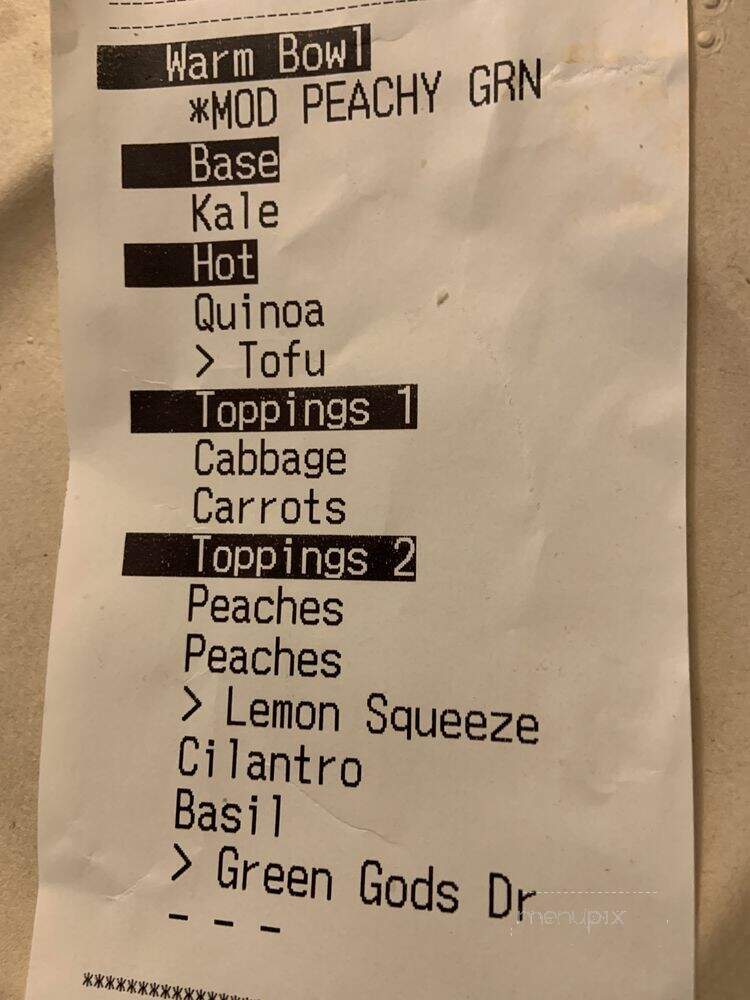 Warm Bowl
*MOD PEACHY GRN
Base
Kale
Hot
Quinoa
> Tofu
Toppings 1
Cabbage
Carrots
Toppings 2
Peaches
Peaches
> Lemon Squeeze
Cilantro
Basil
> Green Gods Dr
- - -
menupix
******************